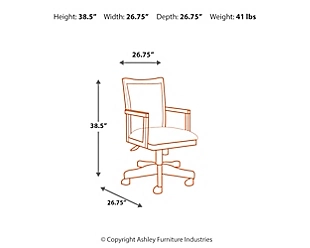 Height: 38.5” Width: 26.75” Depth: 26.75” Weight: 41 lbs
26.75”
38.5”
26.75”
© Copyright Ashley Furniture Industries